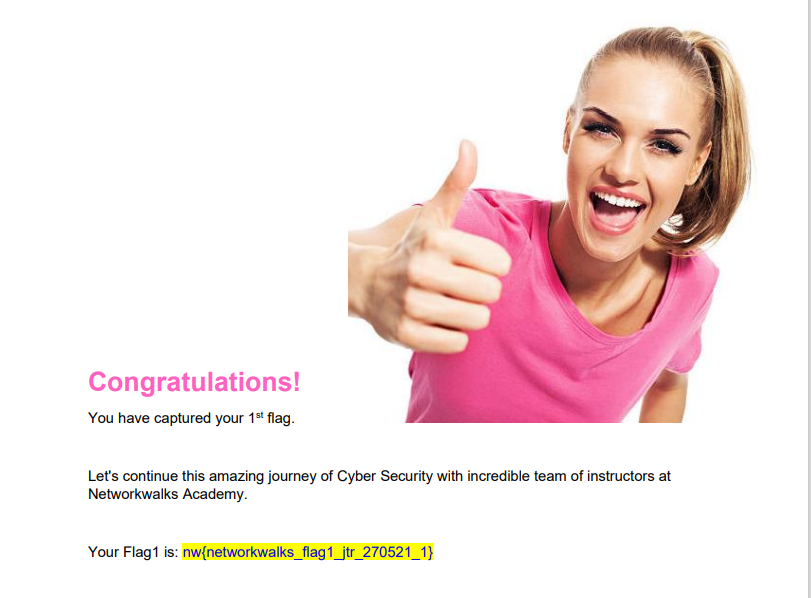 Congratulations!
You have captured your 1st flag.
Let's continue this amazing journey of Cyber Security with incredible team of instructors at
Networkwalks Academy.
Your Flag1 is: nw{networkwalks_flag1_jtr_270521_1}